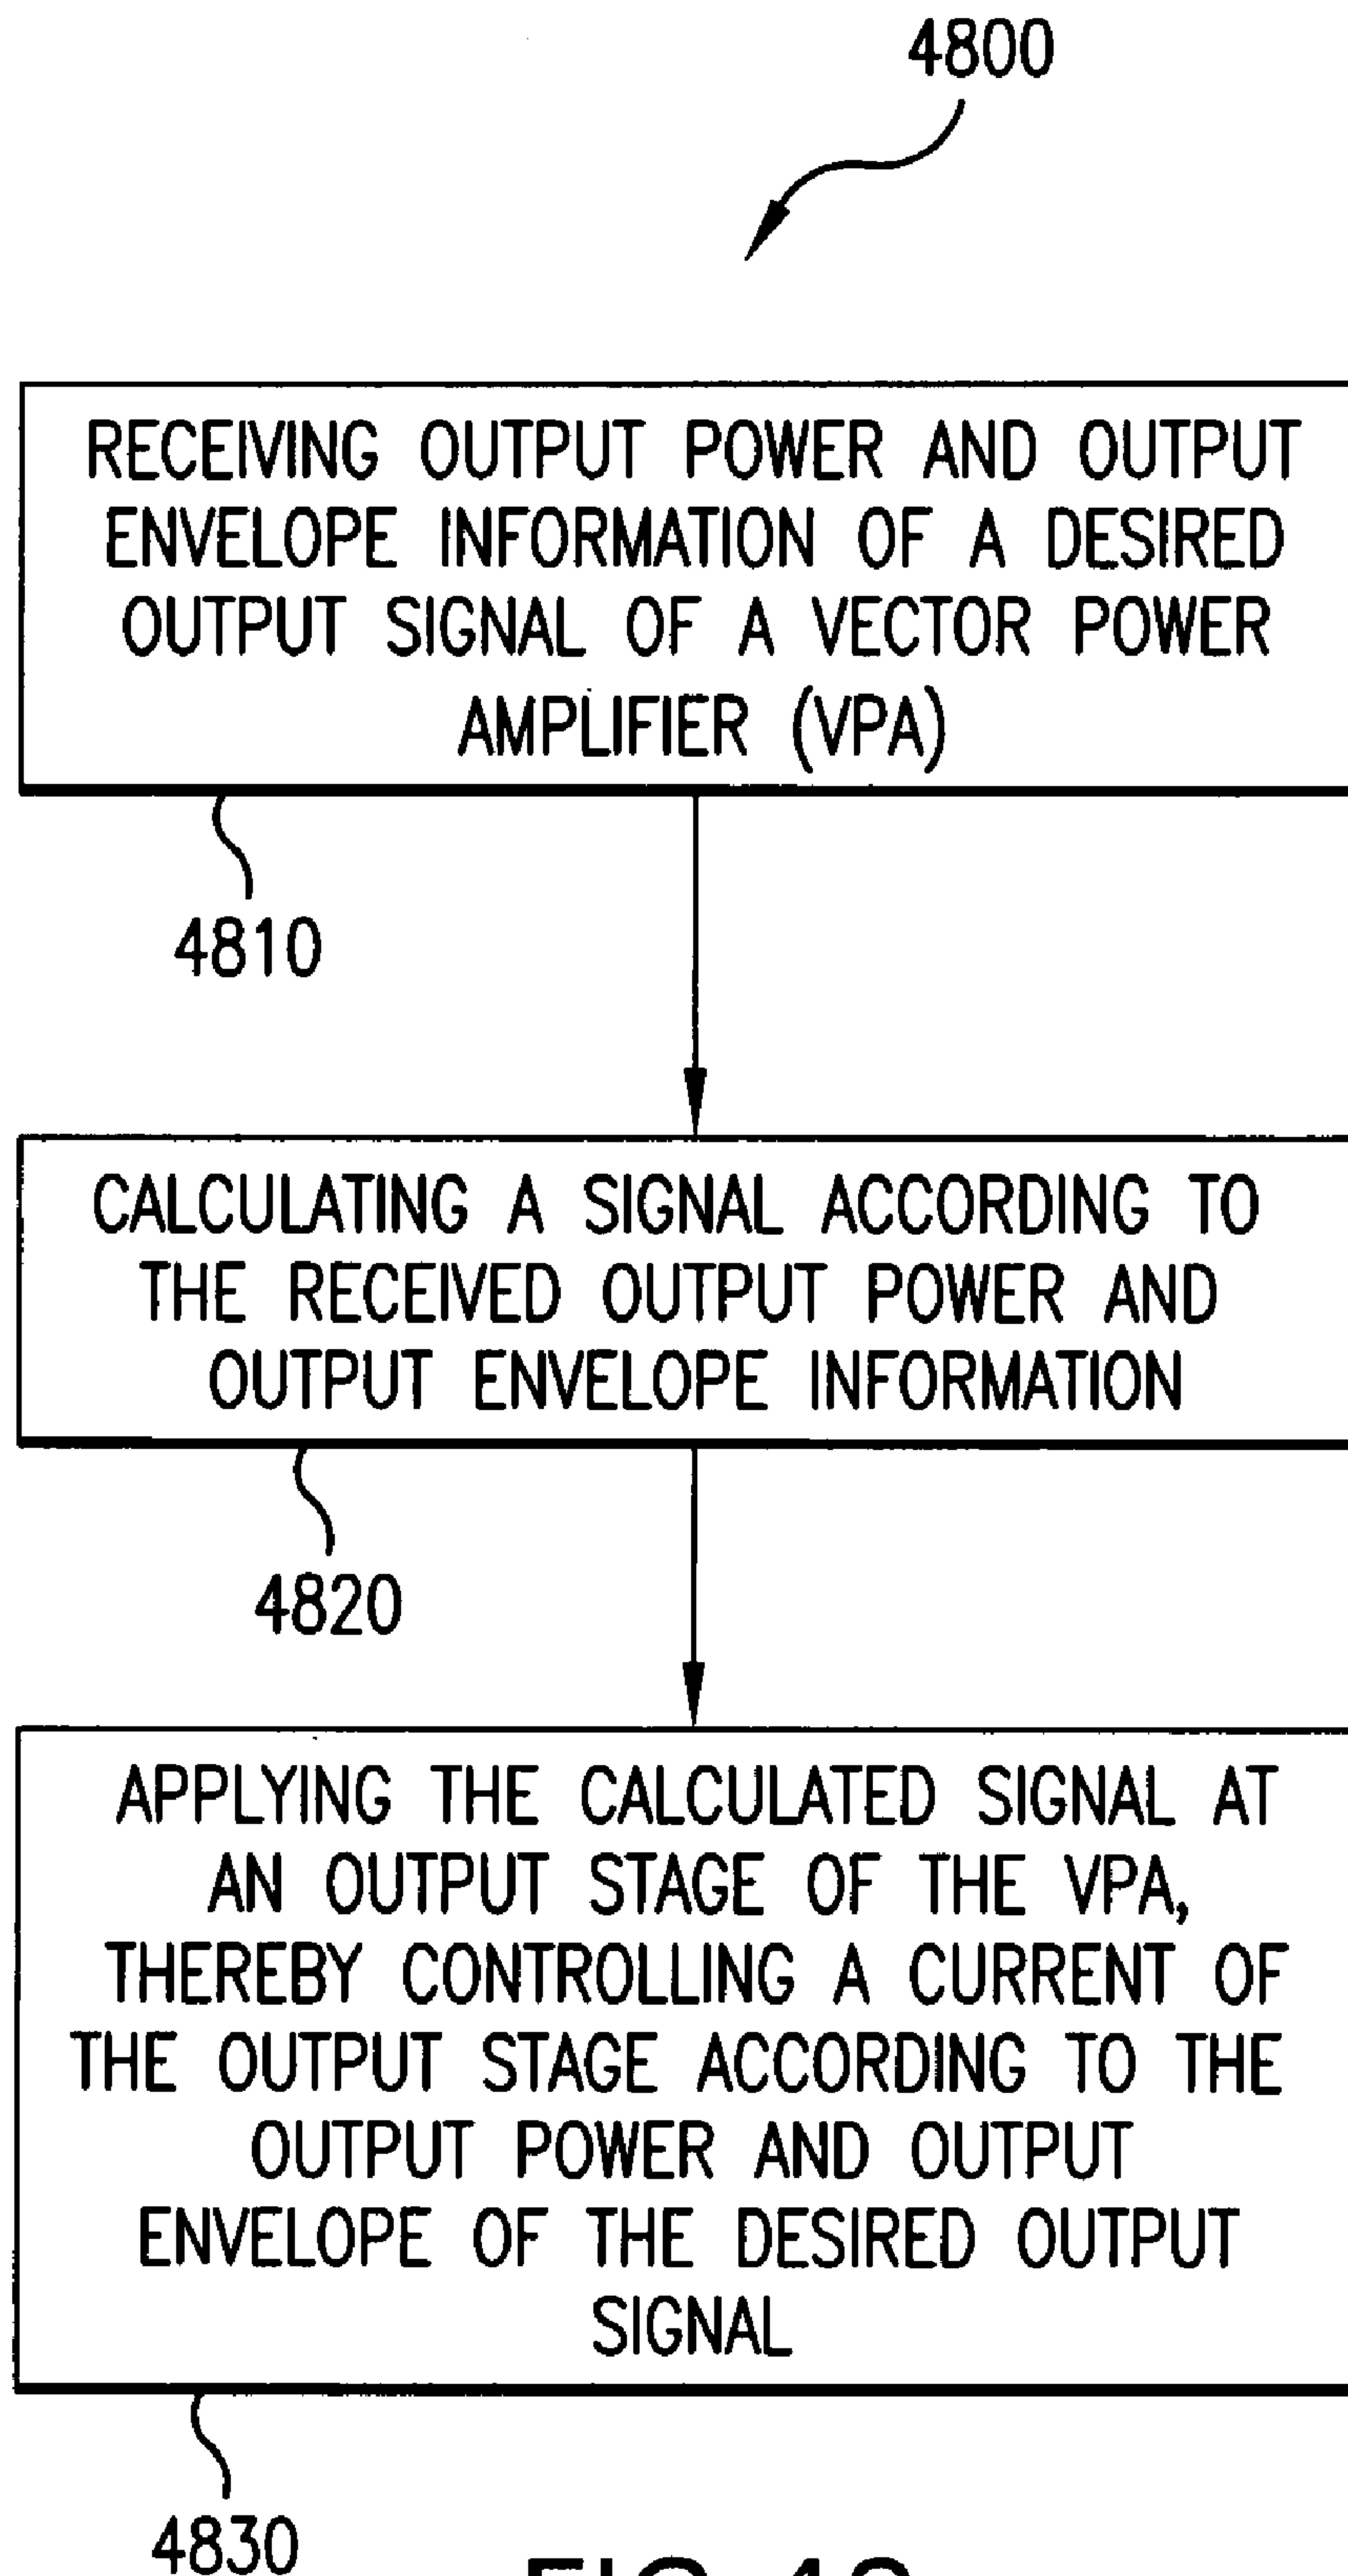 4800
RECEIVING OUTPUT POWER AND OUTPUT
ENVELOPE INFORMATION OF A DESIRED
OUTPUT SIGNAL OF A VECTOR POWER
AMPLIFIER (VPA)
4810
CALCULATING A SIGNAL ACCORDING TO
THE RECEIVED OUTPUT POWER AND
OUTPUT ENVELOPE INFORMATION
4820
APPLYING THE CALCULATED SIGNAL AT
AN OUTPUT STAGE OF THE VPA,
THEREBY CONTROLLING A CURRENT OF
THE OUTPUT STAGE ACCORDING TO THE
OUTPUT POWER AND OUTPUT
ENVELOPE OF THE DESIRED OUTPUT
SIGNAL
4830